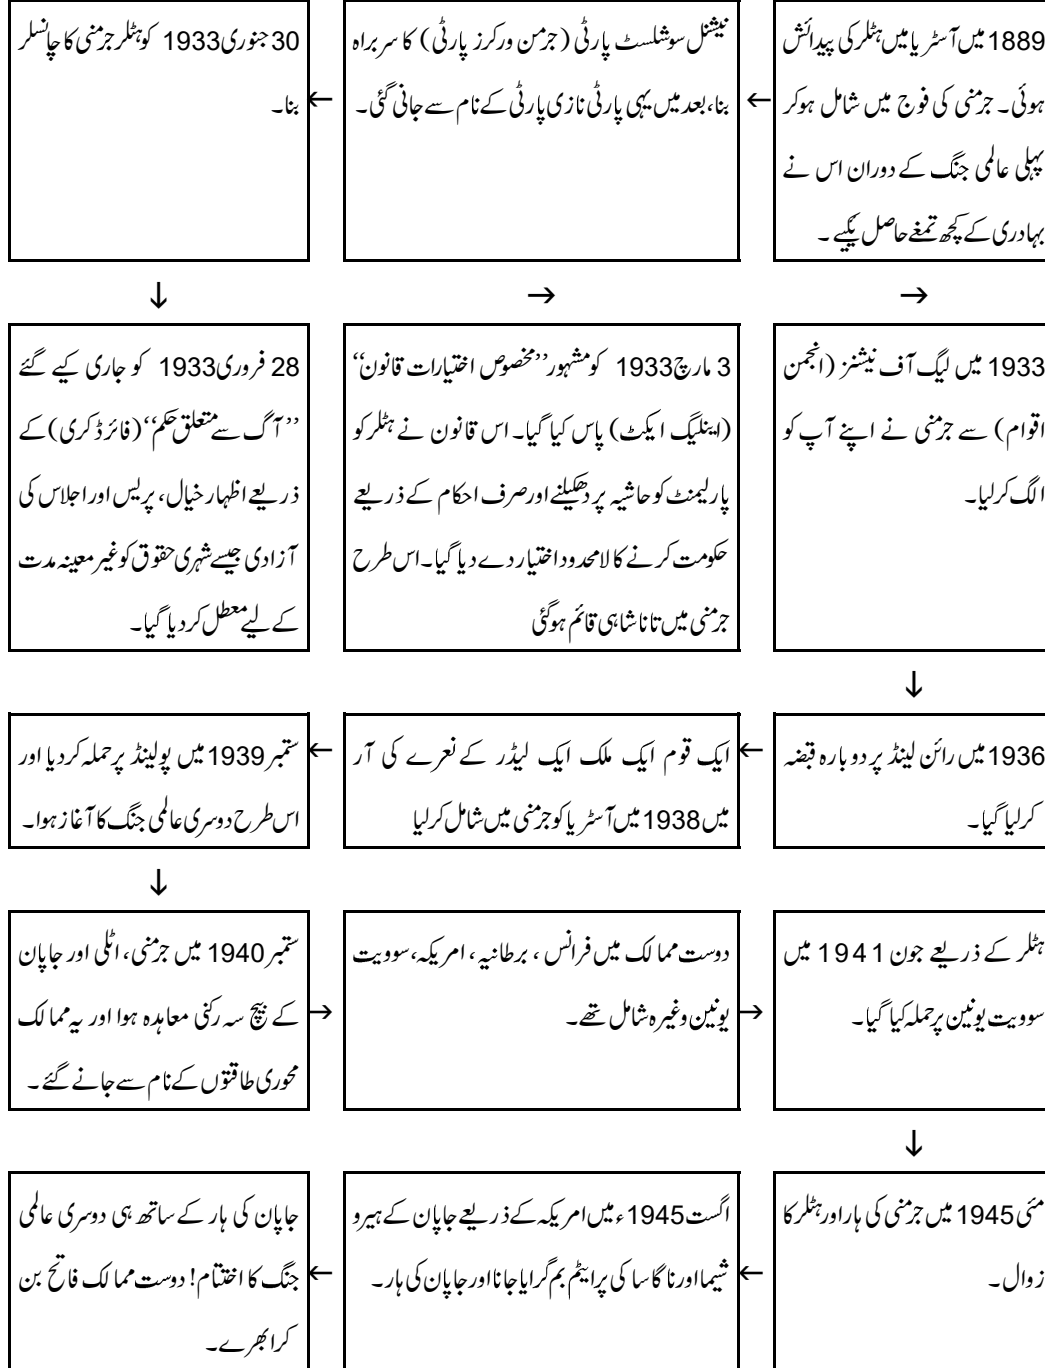 1889 میں آسٹریا میں ہٹلر کی پیدائش
ہوئی۔ جرمنی کی فوج میں شامل ہوکر
پہلی عالمی جنگ کے دوران اس نے
بہادری کے کچھ تمغے حاصل یکیے ۔
نیشنل سوشلسٹ پارٹی (جرمن ورکرز پارٹی) کا سربراہ
بنا، بعد میں یہی پارٹی نازی پارٹی کے نام سے جانی گئی۔
30 جنوری 1933 کو ہٹلر جرمنی کا چانسلر
بنا۔
28 فروری 1933 کو جاری کیے گئے
’’آگ سے متعلق حکم‘‘ (فائر ڈکری) کے
ذریعے اظہار خیال، پریس اور اجلاس کی
آزادی جیسے شہری حقوق کو غیر معینہ مدت
کے لیے معطل کردیا گیا۔
3 مارچ 1933 کو مشہور ’’مخصوص اختیارات قانون‘‘
(اینلیگ ایکٹ) پاس کیا گیا۔ اس قانون نے ہٹلر کو
پارلیمنٹ کو حاشیہ پر دھکیلنے اور صرف احکام کے ذریعے
حکومت کرنے کا لامحدود اختیار دے دیا گیا۔ اس طرح
جرمنی میں تاناشاہی قائم ہوگئی
1933 میں لیگ آف نیشنز (انجمن
اقوام) سے جرمنی نے اپنے آپ کو
الگ کرلیا۔
1936 میں رائن لینڈ پر دوبارہ قبضہ
کرلیا گیا۔
ایک قوم ایک ملک ایک لیڈر کے نعرے کی آر
میں 1938 میں آسٹریا کو جرمنی میں شامل کرلیا
ستمبر 1939 میں پولینڈ پر حملہ کردیا اور
اس طرح دوسری عالمی جنگ کا آغاز ہوا۔
ستمبر 1940 میں جرمنی، اٹلی اور جاپان
کے بیچ سہ رکنی معاہدہ ہوا اور یہ ممالک
محوری طاقتوں کے نام سے جانے گئے ۔
دوست ممالک میں فرانس ، برطانیہ ، امریکہ، سوویت
یونین وغیرہ شامل تھے۔
ہٹلر کے ذریعے جون 1941 میں
سوویت یونین پر حملہ کیا گیا۔
مئی 1945 میں جرمنی کی ہار اور ہٹلر کا
زوال۔
اگست 1945ء میں امریکہ کے ذریعے جاپان کے ہیرو
شیما اور ناگاسا کی پر ایٹم بم گرایا جانا اور جاپان کی ہار۔
جاپان کی ہار کے ساتھ ہی دوسری عالمی
جنگ کا اختتام! دوست ممالک فاتح بن
کر ابھرے۔